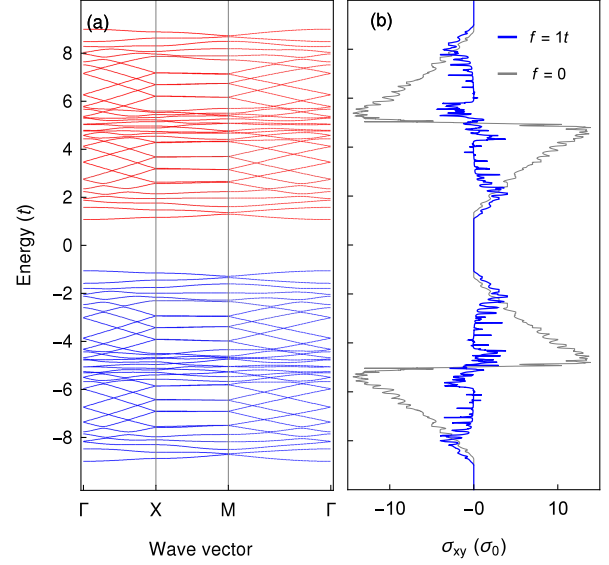 (a)
(b)
f = 1t
f = 0
8
6
4
2
0
−2
−4
−6
−8
Energy (t)
Γ X M Γ
−10 −0 10
Wave vector
σxy (σ0)